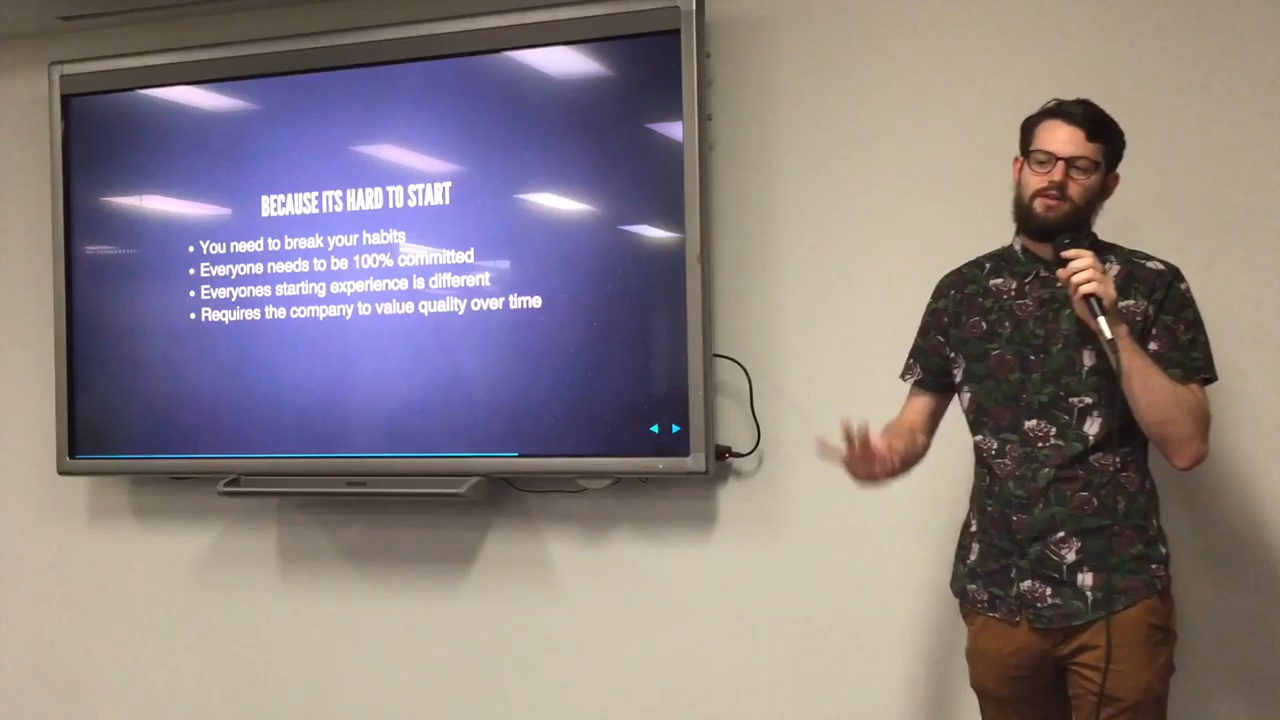 BECAUSE ITS HARD TO START
• You need to break your habits
• Everyone needs to be 100% committed
• Everyones starting experience is different
• Requires the company to value quality over time